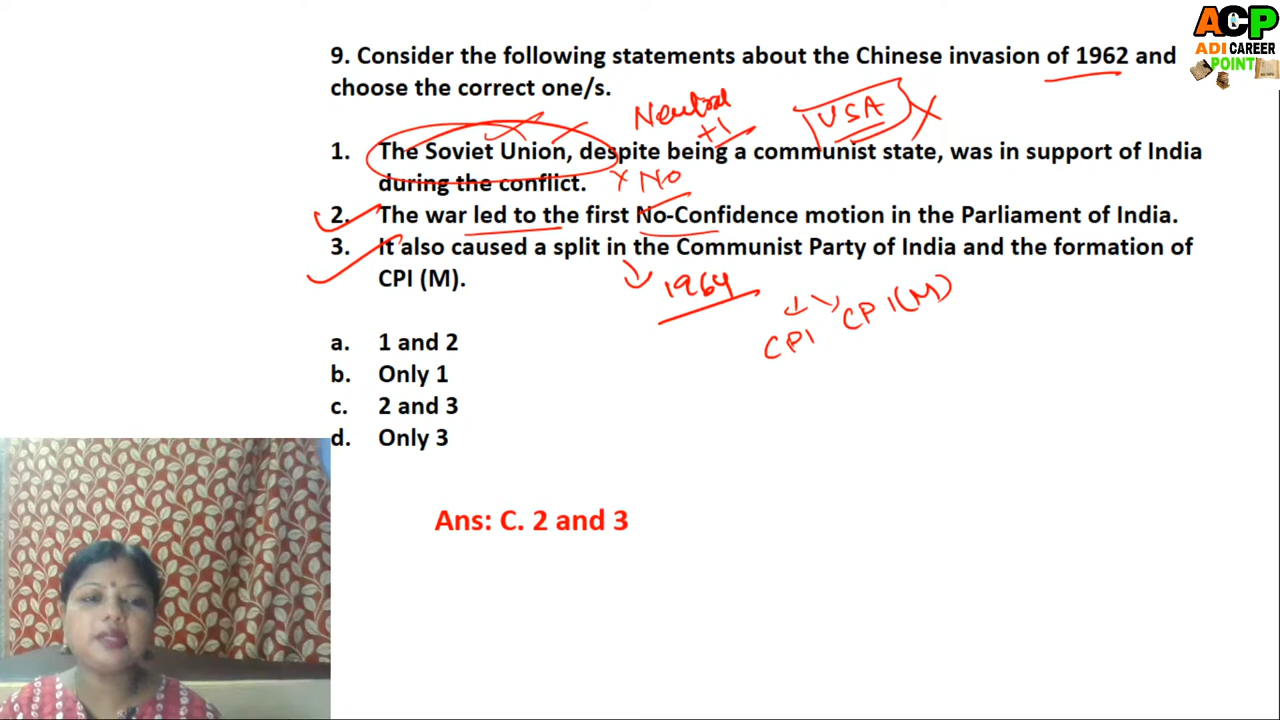 ACP
ADI CAREER
POINT
9. Consider the following statements about the Chinese invasion of 1962 and
choose the correct one/s.
Neutral
USA
1. The Soviet Union, despite being a communist state, was in support of India
during the conflict.
No
2. The war led to the first No-Confidence motion in the Parliament of India.
3. It also caused a split in the Communist Party of India and the formation of
CPI (M).
1964
CPI CPI(M)
a. 1 and 2
b. Only 1
c. 2 and 3
d. Only 3
Ans: C. 2 and 3